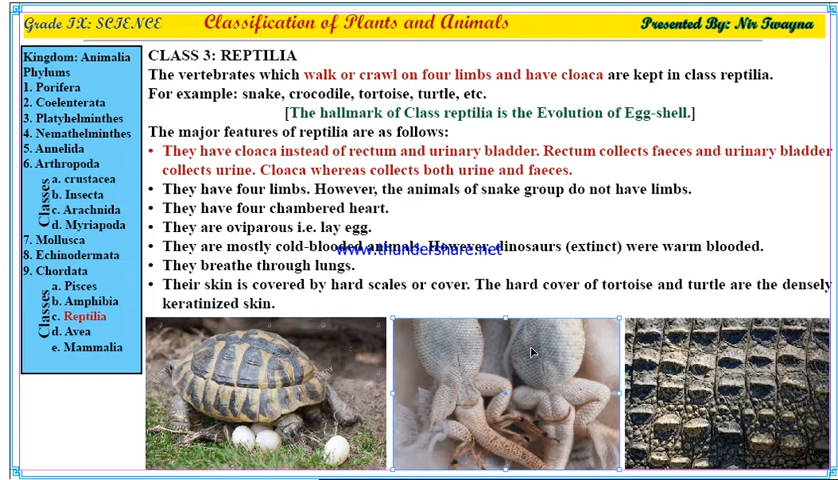 Grade IX: SCIENCE
Classification of Plants and Animals
Presented By: Nir Twayna
Kingdom: Animalia
Phylums
1. Porifera
2. Coelenterata
3. Platyhelminthes
4. Nemathelminthes
5. Annelida
6. Arthropoda
Classes
a. crustacea
b. Insecta
c. Arachnida
d. Myriapoda
7. Mollusca
8. Echinodermata
9. Chordata
Classes
a. Pisces
b. Amphibia
c. Reptilia
d. Avea
e. Mammalia
CLASS 3: REPTILIA
The vertebrates which walk or crawl on four limbs and have cloaca are kept in class reptilia.
For example: snake, crocodile, tortoise, turtle, etc.
[The hallmark of Class reptilia is the Evolution of Egg-shell.]
The major features of reptilia are as follows:
• They have cloaca instead of rectum and urinary bladder. Rectum collects faeces and urinary bladder
collects urine. Cloaca whereas collects both urine and faeces.
• They have four limbs. However, the animals of snake group do not have limbs.
• They have four chambered heart.
• They are oviparous i.e. lay egg.
• They are mostly cold-blooded animals. However, dinosaurs (extinct) were warm blooded.
www.thundershare.net
• They breathe through lungs.
• Their skin is covered by hard scales or cover. The hard cover of tortoise and turtle are the densely
keratinized skin.